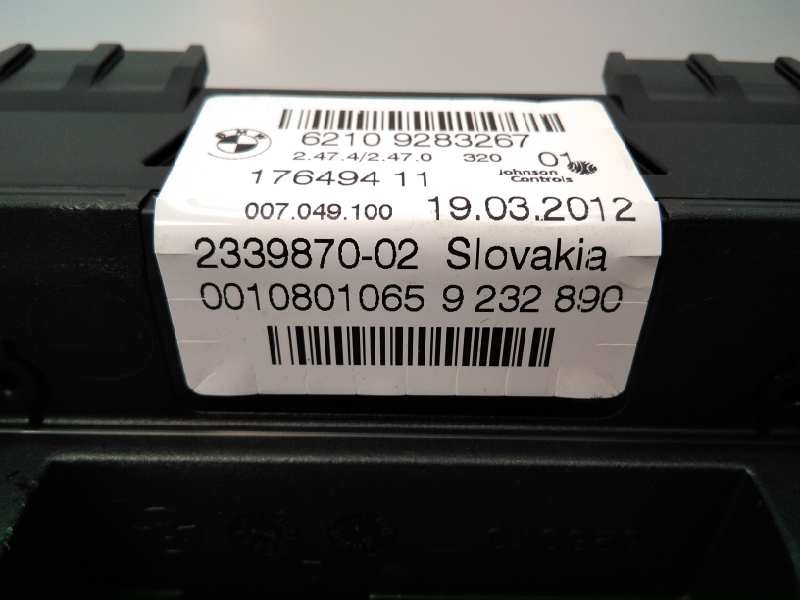 BMW
6210 9283267
2.47.4/2.47.0 320 01
Johnson Controls
176494 11
007.049.100 19.03.2012
2339870-02 Slovakia
0010801065 9 232 890